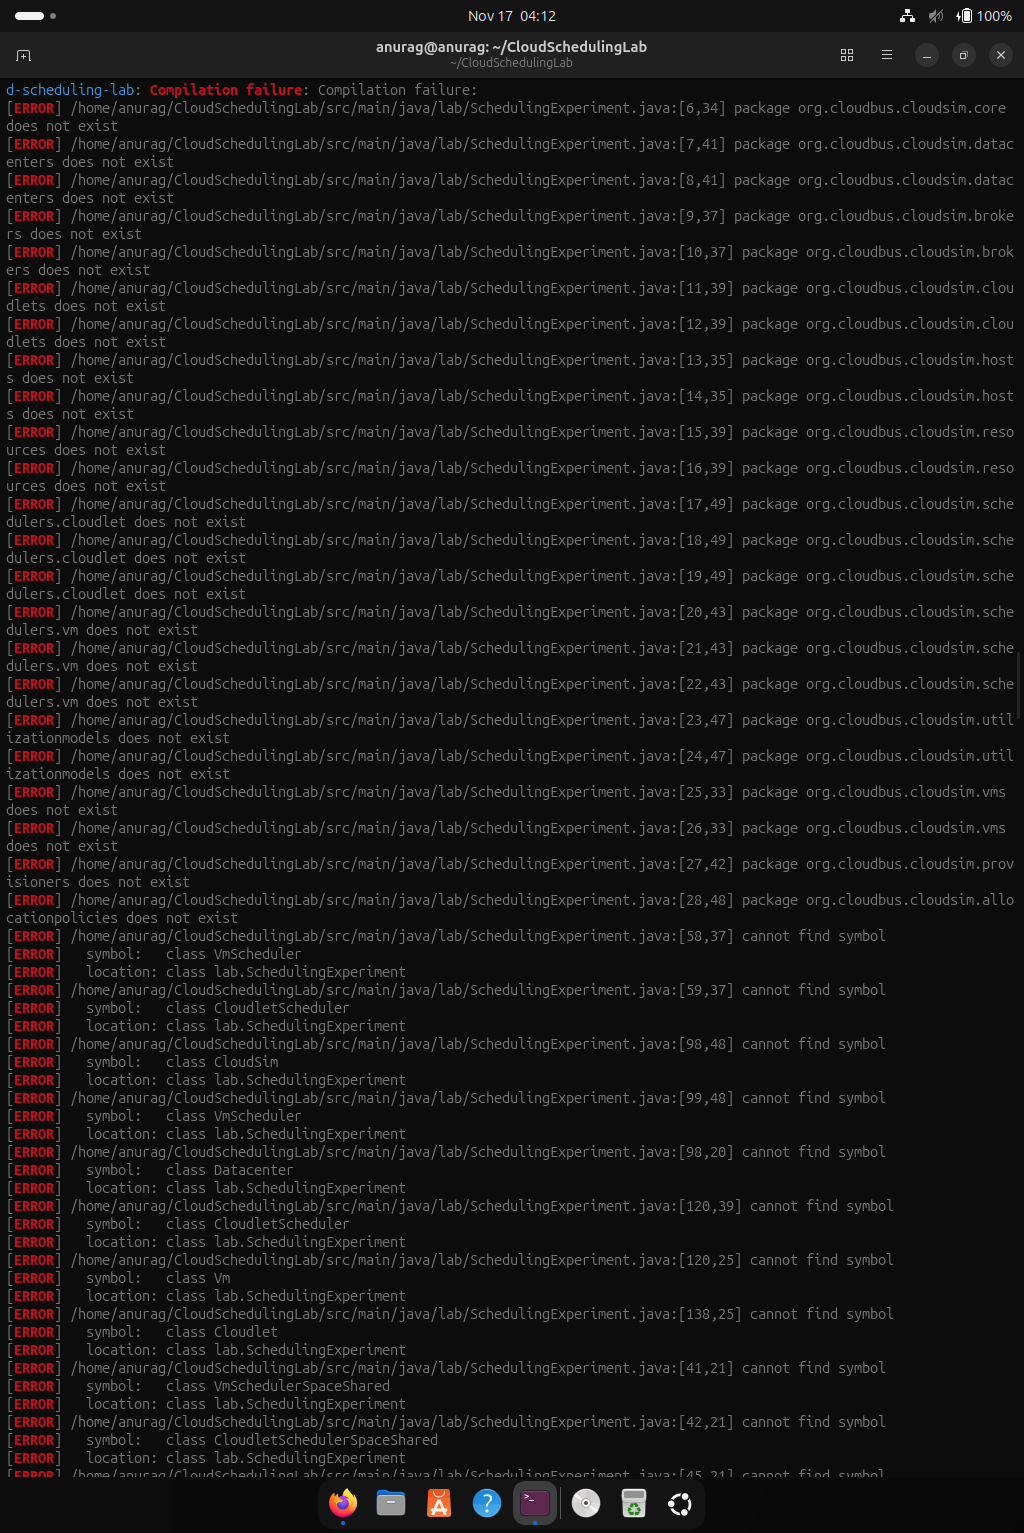 Nov 17 04:12
100%
anurag@anurag: ~/CloudSchedulingLab
~/CloudSchedulingLab
d-scheduling-lab: Compilation failure: Compilation failure:
[ERROR] /home/anurag/CloudSchedulingLab/src/main/java/lab/SchedulingExperiment.java:[6,34] package org.cloudbus.cloudsim.core
does not exist
[ERROR] /home/anurag/CloudSchedulingLab/src/main/java/lab/SchedulingExperiment.java:[7,41] package org.cloudbus.cloudsim.datac
enters does not exist
[ERROR] /home/anurag/CloudSchedulingLab/src/main/java/lab/SchedulingExperiment.java:[8,41] package org.cloudbus.cloudsim.datac
enters does not exist
[ERROR] /home/anurag/CloudSchedulingLab/src/main/java/lab/SchedulingExperiment.java:[9,37] package org.cloudbus.cloudsim.broke
rs does not exist
[ERROR] /home/anurag/CloudSchedulingLab/src/main/java/lab/SchedulingExperiment.java:[10,37] package org.cloudbus.cloudsim.brok
ers does not exist
[ERROR] /home/anurag/CloudSchedulingLab/src/main/java/lab/SchedulingExperiment.java:[11,39] package org.cloudbus.cloudsim.clou
dlets does not exist
[ERROR] /home/anurag/CloudSchedulingLab/src/main/java/lab/SchedulingExperiment.java:[12,39] package org.cloudbus.cloudsim.clou
dlets does not exist
[ERROR] /home/anurag/CloudSchedulingLab/src/main/java/lab/SchedulingExperiment.java:[13,35] package org.cloudbus.cloudsim.host
s does not exist
[ERROR] /home/anurag/CloudSchedulingLab/src/main/java/lab/SchedulingExperiment.java:[14,35] package org.cloudbus.cloudsim.host
s does not exist
[ERROR] /home/anurag/CloudSchedulingLab/src/main/java/lab/SchedulingExperiment.java:[15,39] package org.cloudbus.cloudsim.reso
urces does not exist
[ERROR] /home/anurag/CloudSchedulingLab/src/main/java/lab/SchedulingExperiment.java:[16,39] package org.cloudbus.cloudsim.reso
urces does not exist
[ERROR] /home/anurag/CloudSchedulingLab/src/main/java/lab/SchedulingExperiment.java:[17,49] package org.cloudbus.cloudsim.sche
dulers.cloudlet does not exist
[ERROR] /home/anurag/CloudSchedulingLab/src/main/java/lab/SchedulingExperiment.java:[18,49] package org.cloudbus.cloudsim.sche
dulers.cloudlet does not exist
[ERROR] /home/anurag/CloudSchedulingLab/src/main/java/lab/SchedulingExperiment.java:[19,49] package org.cloudbus.cloudsim.sche
dulers.cloudlet does not exist
[ERROR] /home/anurag/CloudSchedulingLab/src/main/java/lab/SchedulingExperiment.java:[20,43] package org.cloudbus.cloudsim.sche
dulers.vm does not exist
[ERROR] /home/anurag/CloudSchedulingLab/src/main/java/lab/SchedulingExperiment.java:[21,43] package org.cloudbus.cloudsim.sche
dulers.vm does not exist
[ERROR] /home/anurag/CloudSchedulingLab/src/main/java/lab/SchedulingExperiment.java:[22,43] package org.cloudbus.cloudsim.sche
dulers.vm does not exist
[ERROR] /home/anurag/CloudSchedulingLab/src/main/java/lab/SchedulingExperiment.java:[23,47] package org.cloudbus.cloudsim.util
izationmodels does not exist
[ERROR] /home/anurag/CloudSchedulingLab/src/main/java/lab/SchedulingExperiment.java:[24,47] package org.cloudbus.cloudsim.util
izationmodels does not exist
[ERROR] /home/anurag/CloudSchedulingLab/src/main/java/lab/SchedulingExperiment.java:[25,33] package org.cloudbus.cloudsim.vms
does not exist
[ERROR] /home/anurag/CloudSchedulingLab/src/main/java/lab/SchedulingExperiment.java:[26,33] package org.cloudbus.cloudsim.vms
does not exist
[ERROR] /home/anurag/CloudSchedulingLab/src/main/java/lab/SchedulingExperiment.java:[27,42] package org.cloudbus.cloudsim.prov
isioners does not exist
[ERROR] /home/anurag/CloudSchedulingLab/src/main/java/lab/SchedulingExperiment.java:[28,48] package org.cloudbus.cloudsim.allo
cationpolicies does not exist
[ERROR] /home/anurag/CloudSchedulingLab/src/main/java/lab/SchedulingExperiment.java:[58,37] cannot find symbol
[ERROR]   symbol:   class VmScheduler
[ERROR]   location: class lab.SchedulingExperiment
[ERROR] /home/anurag/CloudSchedulingLab/src/main/java/lab/SchedulingExperiment.java:[59,37] cannot find symbol
[ERROR]   symbol:   class CloudletScheduler
[ERROR]   location: class lab.SchedulingExperiment
[ERROR] /home/anurag/CloudSchedulingLab/src/main/java/lab/SchedulingExperiment.java:[98,48] cannot find symbol
[ERROR]   symbol:   class CloudSim
[ERROR]   location: class lab.SchedulingExperiment
[ERROR] /home/anurag/CloudSchedulingLab/src/main/java/lab/SchedulingExperiment.java:[99,48] cannot find symbol
[ERROR]   symbol:   class VmScheduler
[ERROR]   location: class lab.SchedulingExperiment
[ERROR] /home/anurag/CloudSchedulingLab/src/main/java/lab/SchedulingExperiment.java:[98,20] cannot find symbol
[ERROR]   symbol:   class Datacenter
[ERROR]   location: class lab.SchedulingExperiment
[ERROR] /home/anurag/CloudSchedulingLab/src/main/java/lab/SchedulingExperiment.java:[120,39] cannot find symbol
[ERROR]   symbol:   class CloudletScheduler
[ERROR]   location: class lab.SchedulingExperiment
[ERROR] /home/anurag/CloudSchedulingLab/src/main/java/lab/SchedulingExperiment.java:[120,25] cannot find symbol
[ERROR]   symbol:   class Vm
[ERROR]   location: class lab.SchedulingExperiment
[ERROR] /home/anurag/CloudSchedulingLab/src/main/java/lab/SchedulingExperiment.java:[138,25] cannot find symbol
[ERROR]   symbol:   class Cloudlet
[ERROR]   location: class lab.SchedulingExperiment
[ERROR] /home/anurag/CloudSchedulingLab/src/main/java/lab/SchedulingExperiment.java:[41,21] cannot find symbol
[ERROR]   symbol:   class VmSchedulerSpaceShared
[ERROR]   location: class lab.SchedulingExperiment
[ERROR] /home/anurag/CloudSchedulingLab/src/main/java/lab/SchedulingExperiment.java:[42,21] cannot find symbol
[ERROR]   symbol:   class CloudletSchedulerSpaceShared
[ERROR]   location: class lab.SchedulingExperiment
[ERROR] /home/anurag/CloudSchedulingLab/src/main/java/lab/SchedulingExperiment.java:[45,21] cannot find symbol